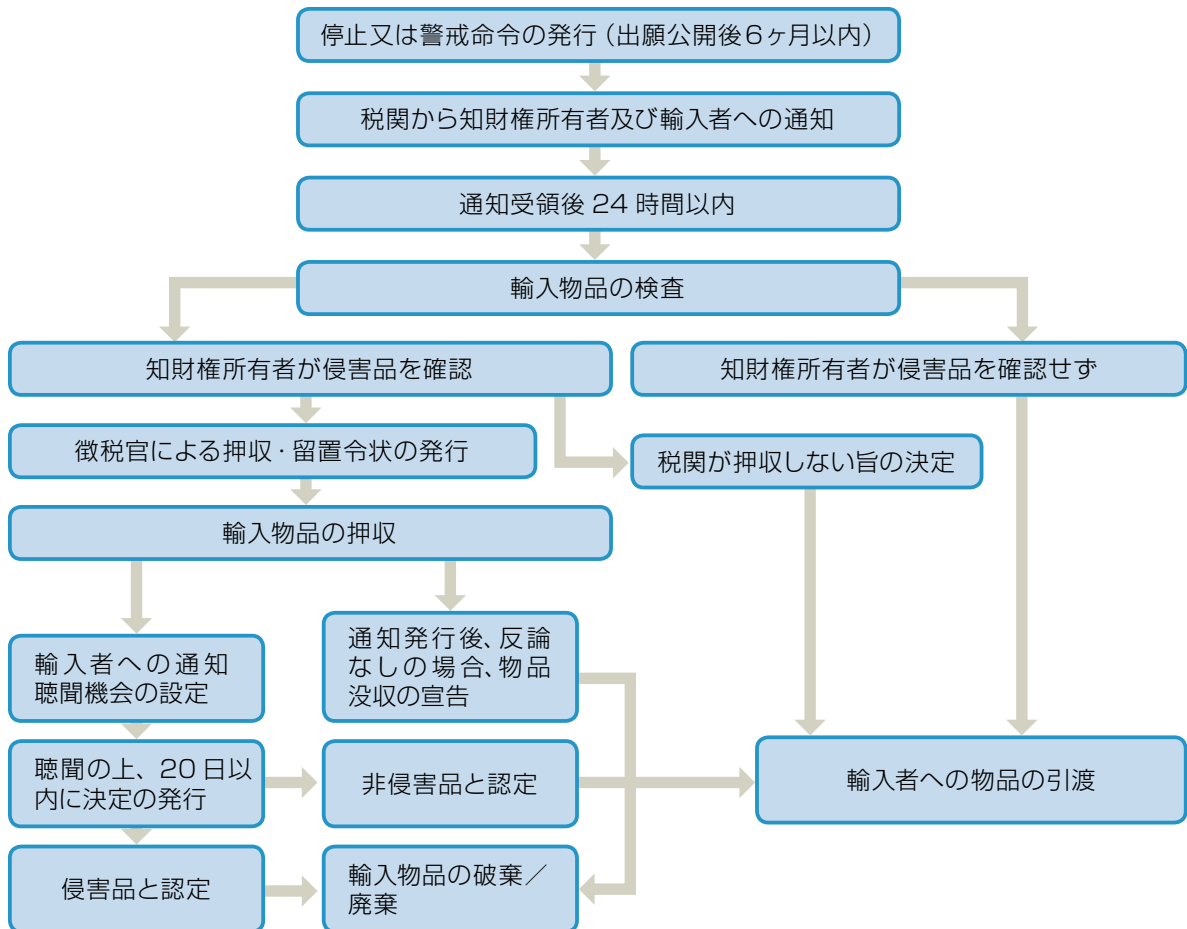 停止又は警戒命令の発行（出願公開後6ヶ月以内）
税関から知財権所有者及び輸入者への通知
通知受領後 24 時間以内
輸入物品の検査
知財権所有者が侵害品を確認
知財権所有者が侵害品を確認せず
徴税官による押収・留置令状の発行
税関が押収しない旨の決定
輸入物品の押収
輸入者への通知
聴聞機会の設定
通知発行後、反論
なしの場合、物品
没収の宣告
聴聞の上、20 日以
内に決定の発行
非侵害品と認定
輸入者への物品の引渡
侵害品と認定
輸入物品の破棄／
廃棄